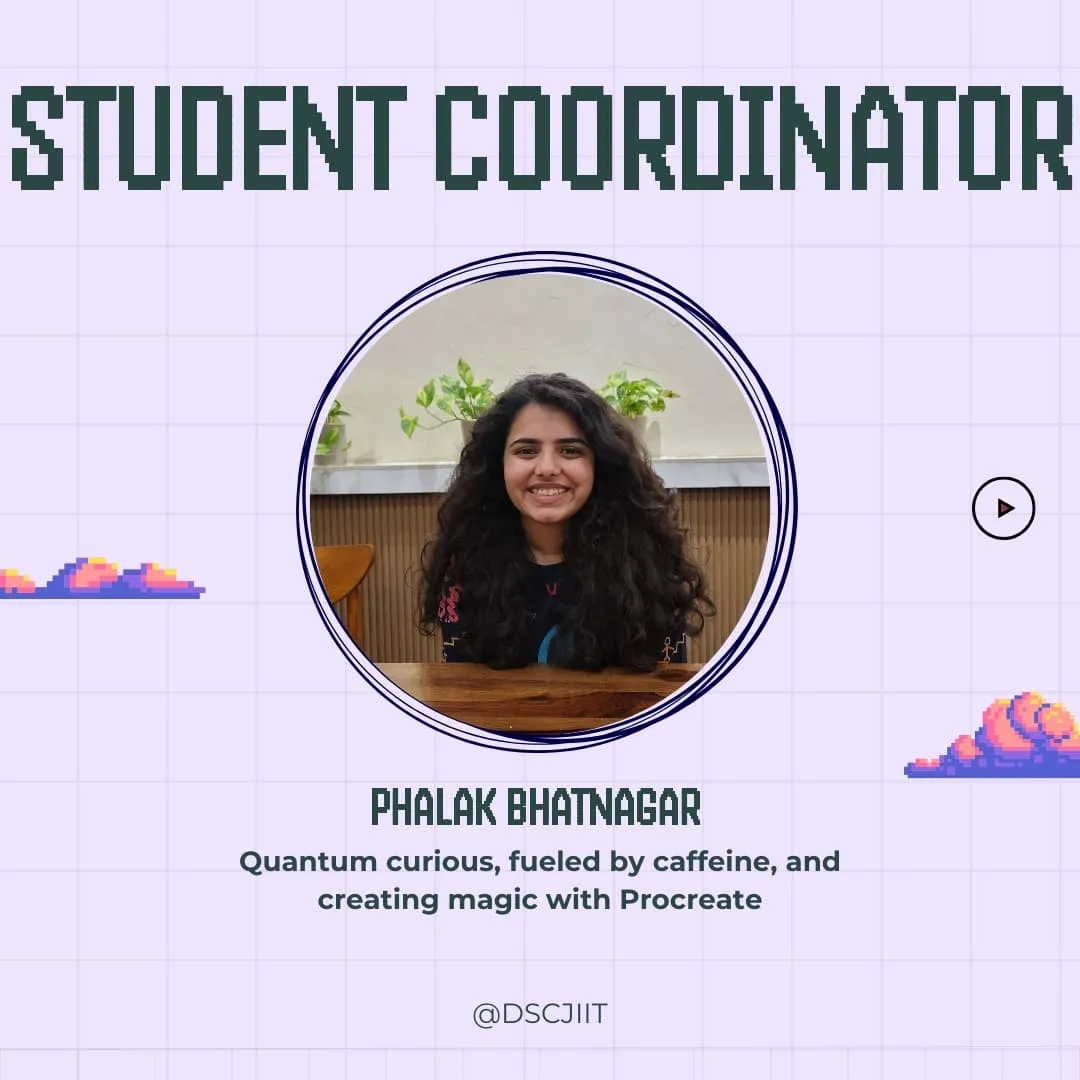 STUDENT COORDINATOR
PHALAK BHATNAGAR
Quantum curious, fueled by caffeine, and
creating magic with Procreate
@DSCJIIT